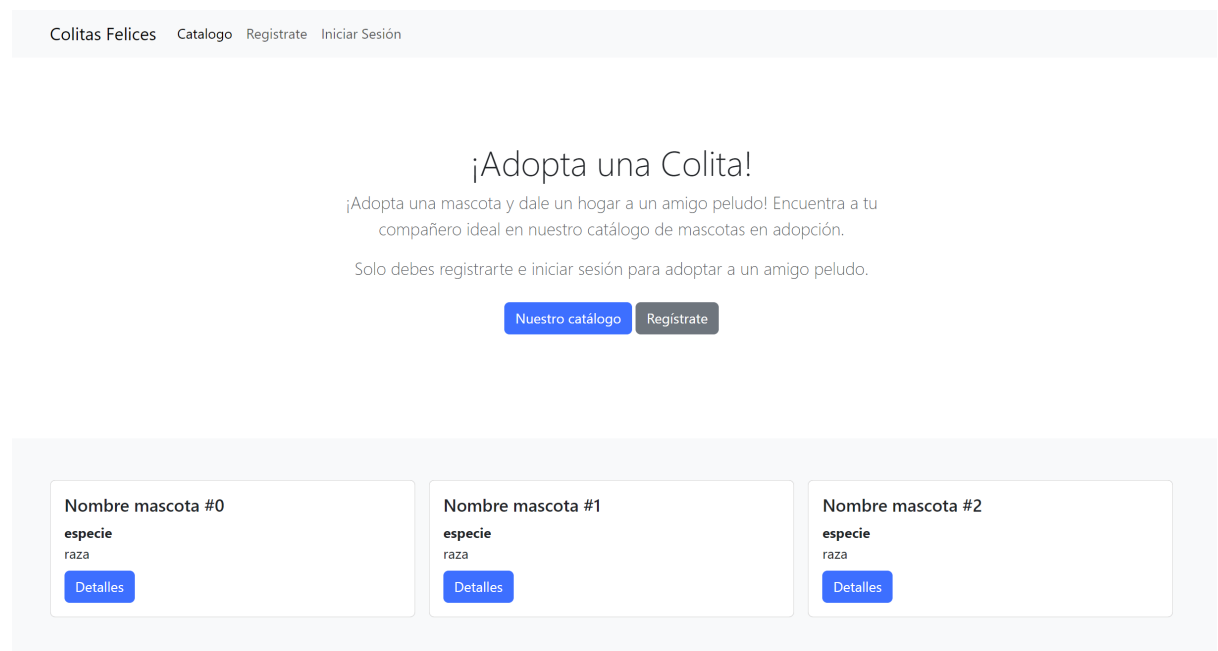 Colitas Felices Catalogo Registrate Iniciar Sesión
¡Adopta una Colita!
¡Adopta una mascota y dale un hogar a un amigo peludo! Encuentra a tu
compañero ideal en nuestro catálogo de mascotas en adopción.
Solo debes registrarte e iniciar sesión para adoptar a un amigo peludo.
Nuestro catálogo Regístrate
Nombre mascota #0
especie
raza
Detalles
Nombre mascota #1
especie
raza
Detalles
Nombre mascota #2
especie
raza
Detalles